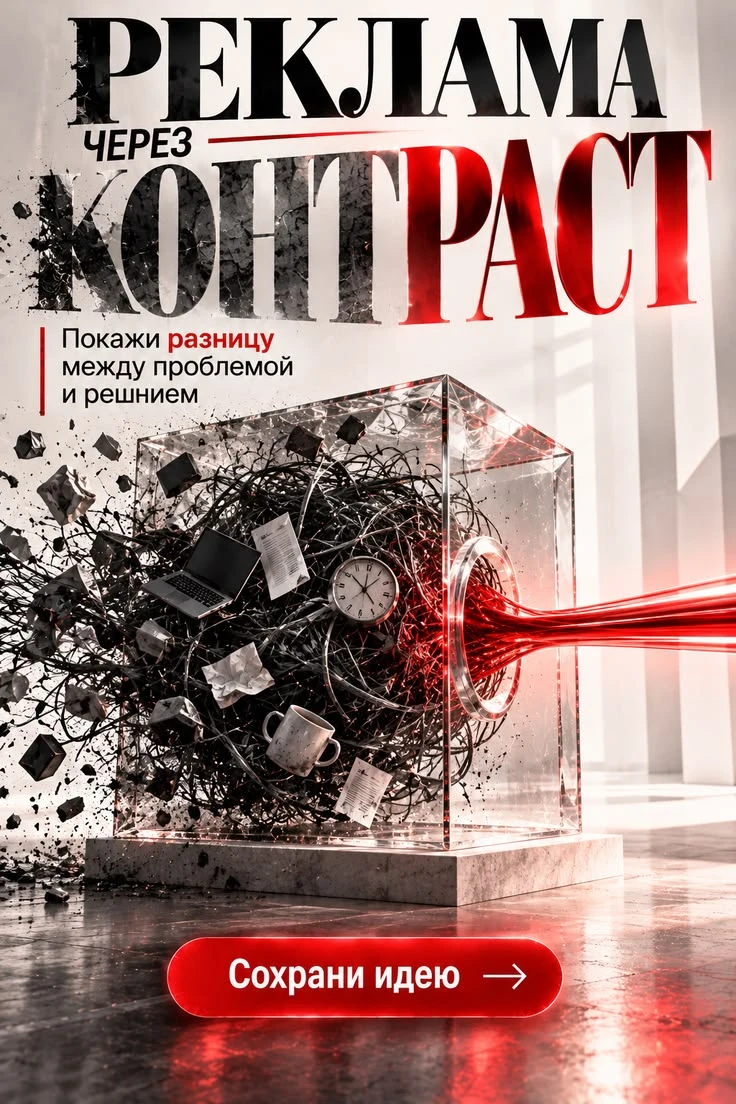 РЕКЛАМА
ЧЕРЕЗ
КОНТРАСТ
Покажи разницу
между проблемой
и решнием
Сохрани идею